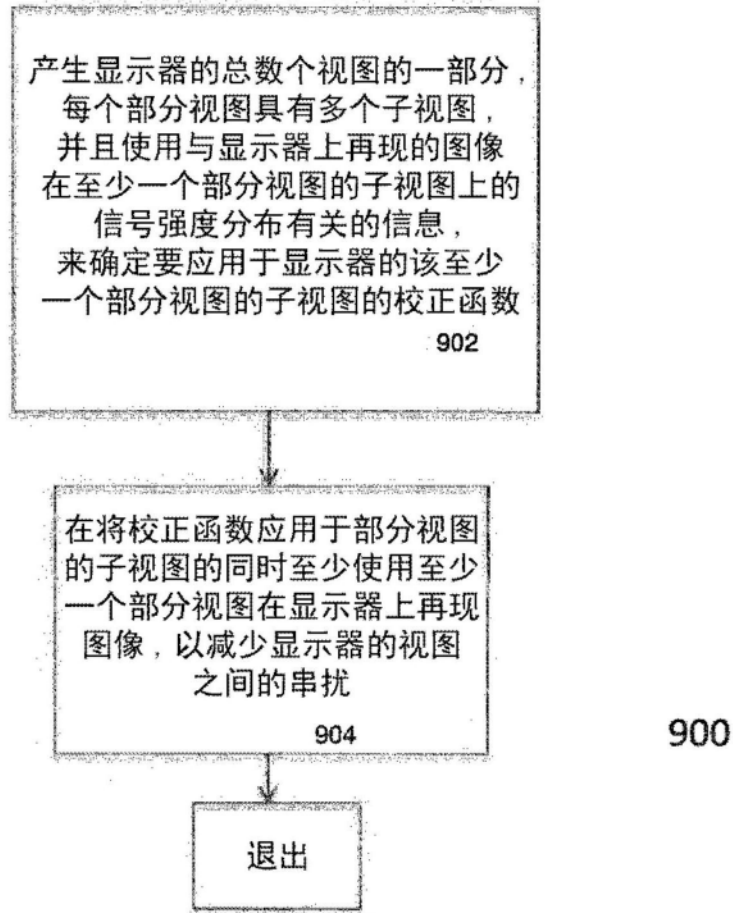 产生显示器的总数个视图的一部分，
每个部分视图具有多个子视图，
并且使用与显示器上再现的图像
在至少一个部分视图的子视图上的
信号强度分布有关的信息，
来确定要应用于显示器的该至少
一个部分视图的子视图的校正函数
902
在将校正函数应用于部分视图
的子视图的同时至少使用至少
一个部分视图在显示器上再现
图像，以减少显示器的视图
之间的串扰
904
900
退出